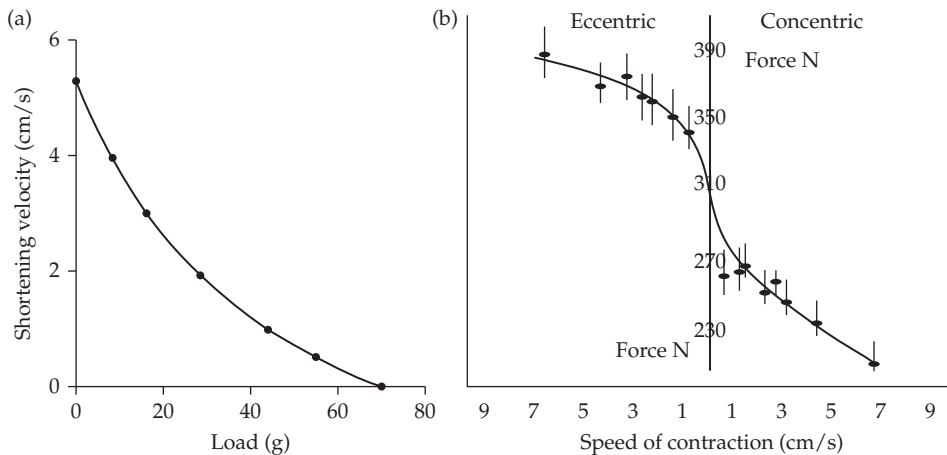 (a)
6
4
2
0
Shortening velocity (cm/s)
0 20 40 60 80
Load (g)
(b)
Eccentric Concentric
390
Force N
350
310
270
230
Force N
9 7 5 3 1 1 3 5 7 9
Speed of contraction (cm/s)